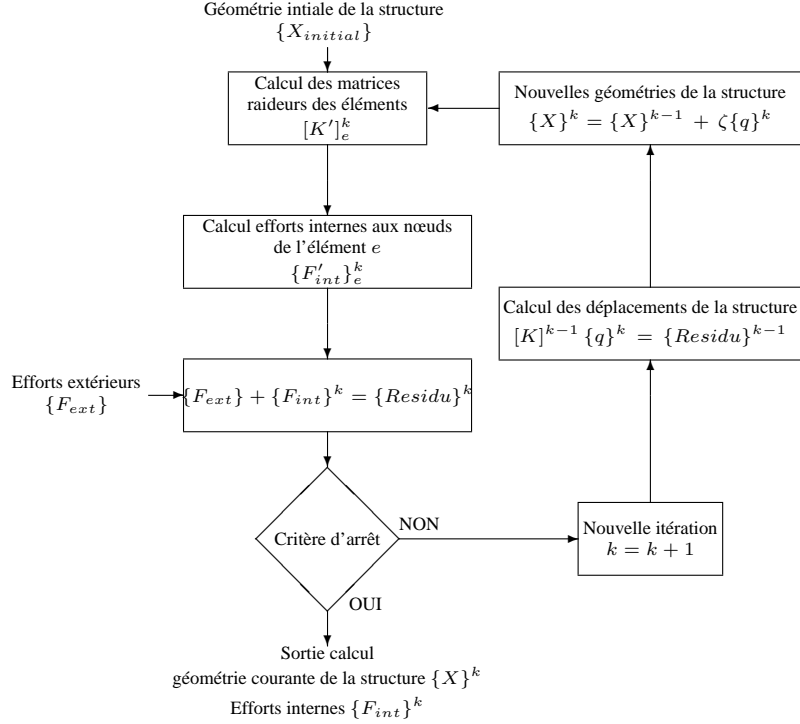 Géométrie intiale de la structure
{X_{initial}}
Calcul des matrices
raideurs des éléments
[K']_e^k
Nouvelles géométries de la structure
{X}^k = {X}^{k-1} + ζ{q}^k
Calcul efforts internes aux nœuds
de l'élément e
{F'_{int}}_e^k
Calcul des déplacements de la structure
[K]^{k-1} {q}^k = {Residu}^{k-1}
Efforts extérieurs
{F_{ext}}
{F_{ext}} + {F_{int}}^k = {Residu}^k
Critère d'arrêt
NON
Nouvelle itération
k = k + 1
OUI
Sortie calcul
géométrie courante de la structure {X}^k
Efforts internes {F_{int}}^k